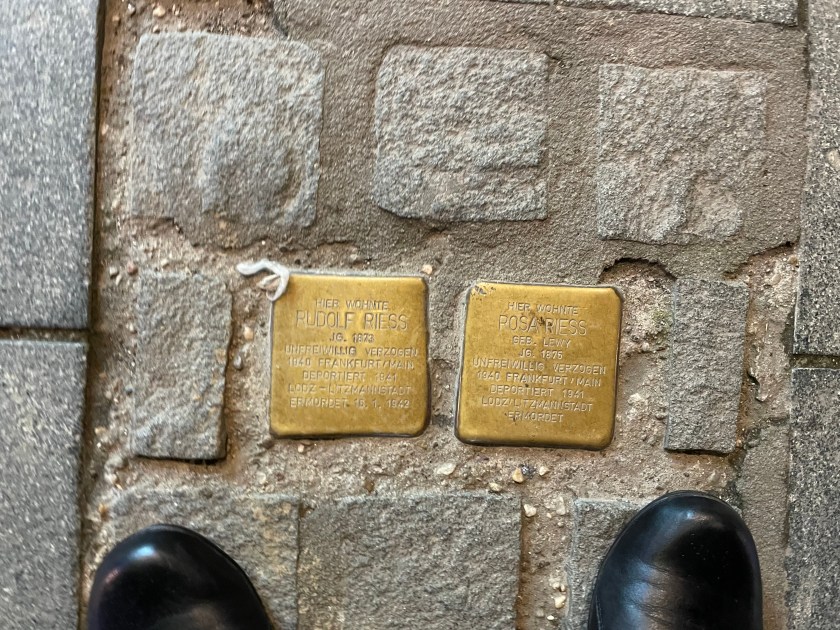 HIER WOHNTE
RUDOLF RIESS
JG. 1873
UNFREIWILLIG VERZOGEN
1940 FRANKFURT/MAIN
DEPORTIERT 1941
LODZ-LITZMANNSTADT
ERMORDET 15.1.1942
HIER WOHNTE
ROSA RIESS
GEB. LEWY
JG. 1875
UNFREIWILLIG VERZOGEN
1940 FRANKFURT/MAIN
DEPORTIERT 1941
LODZ-LITZMANNSTADT
ERMORDET